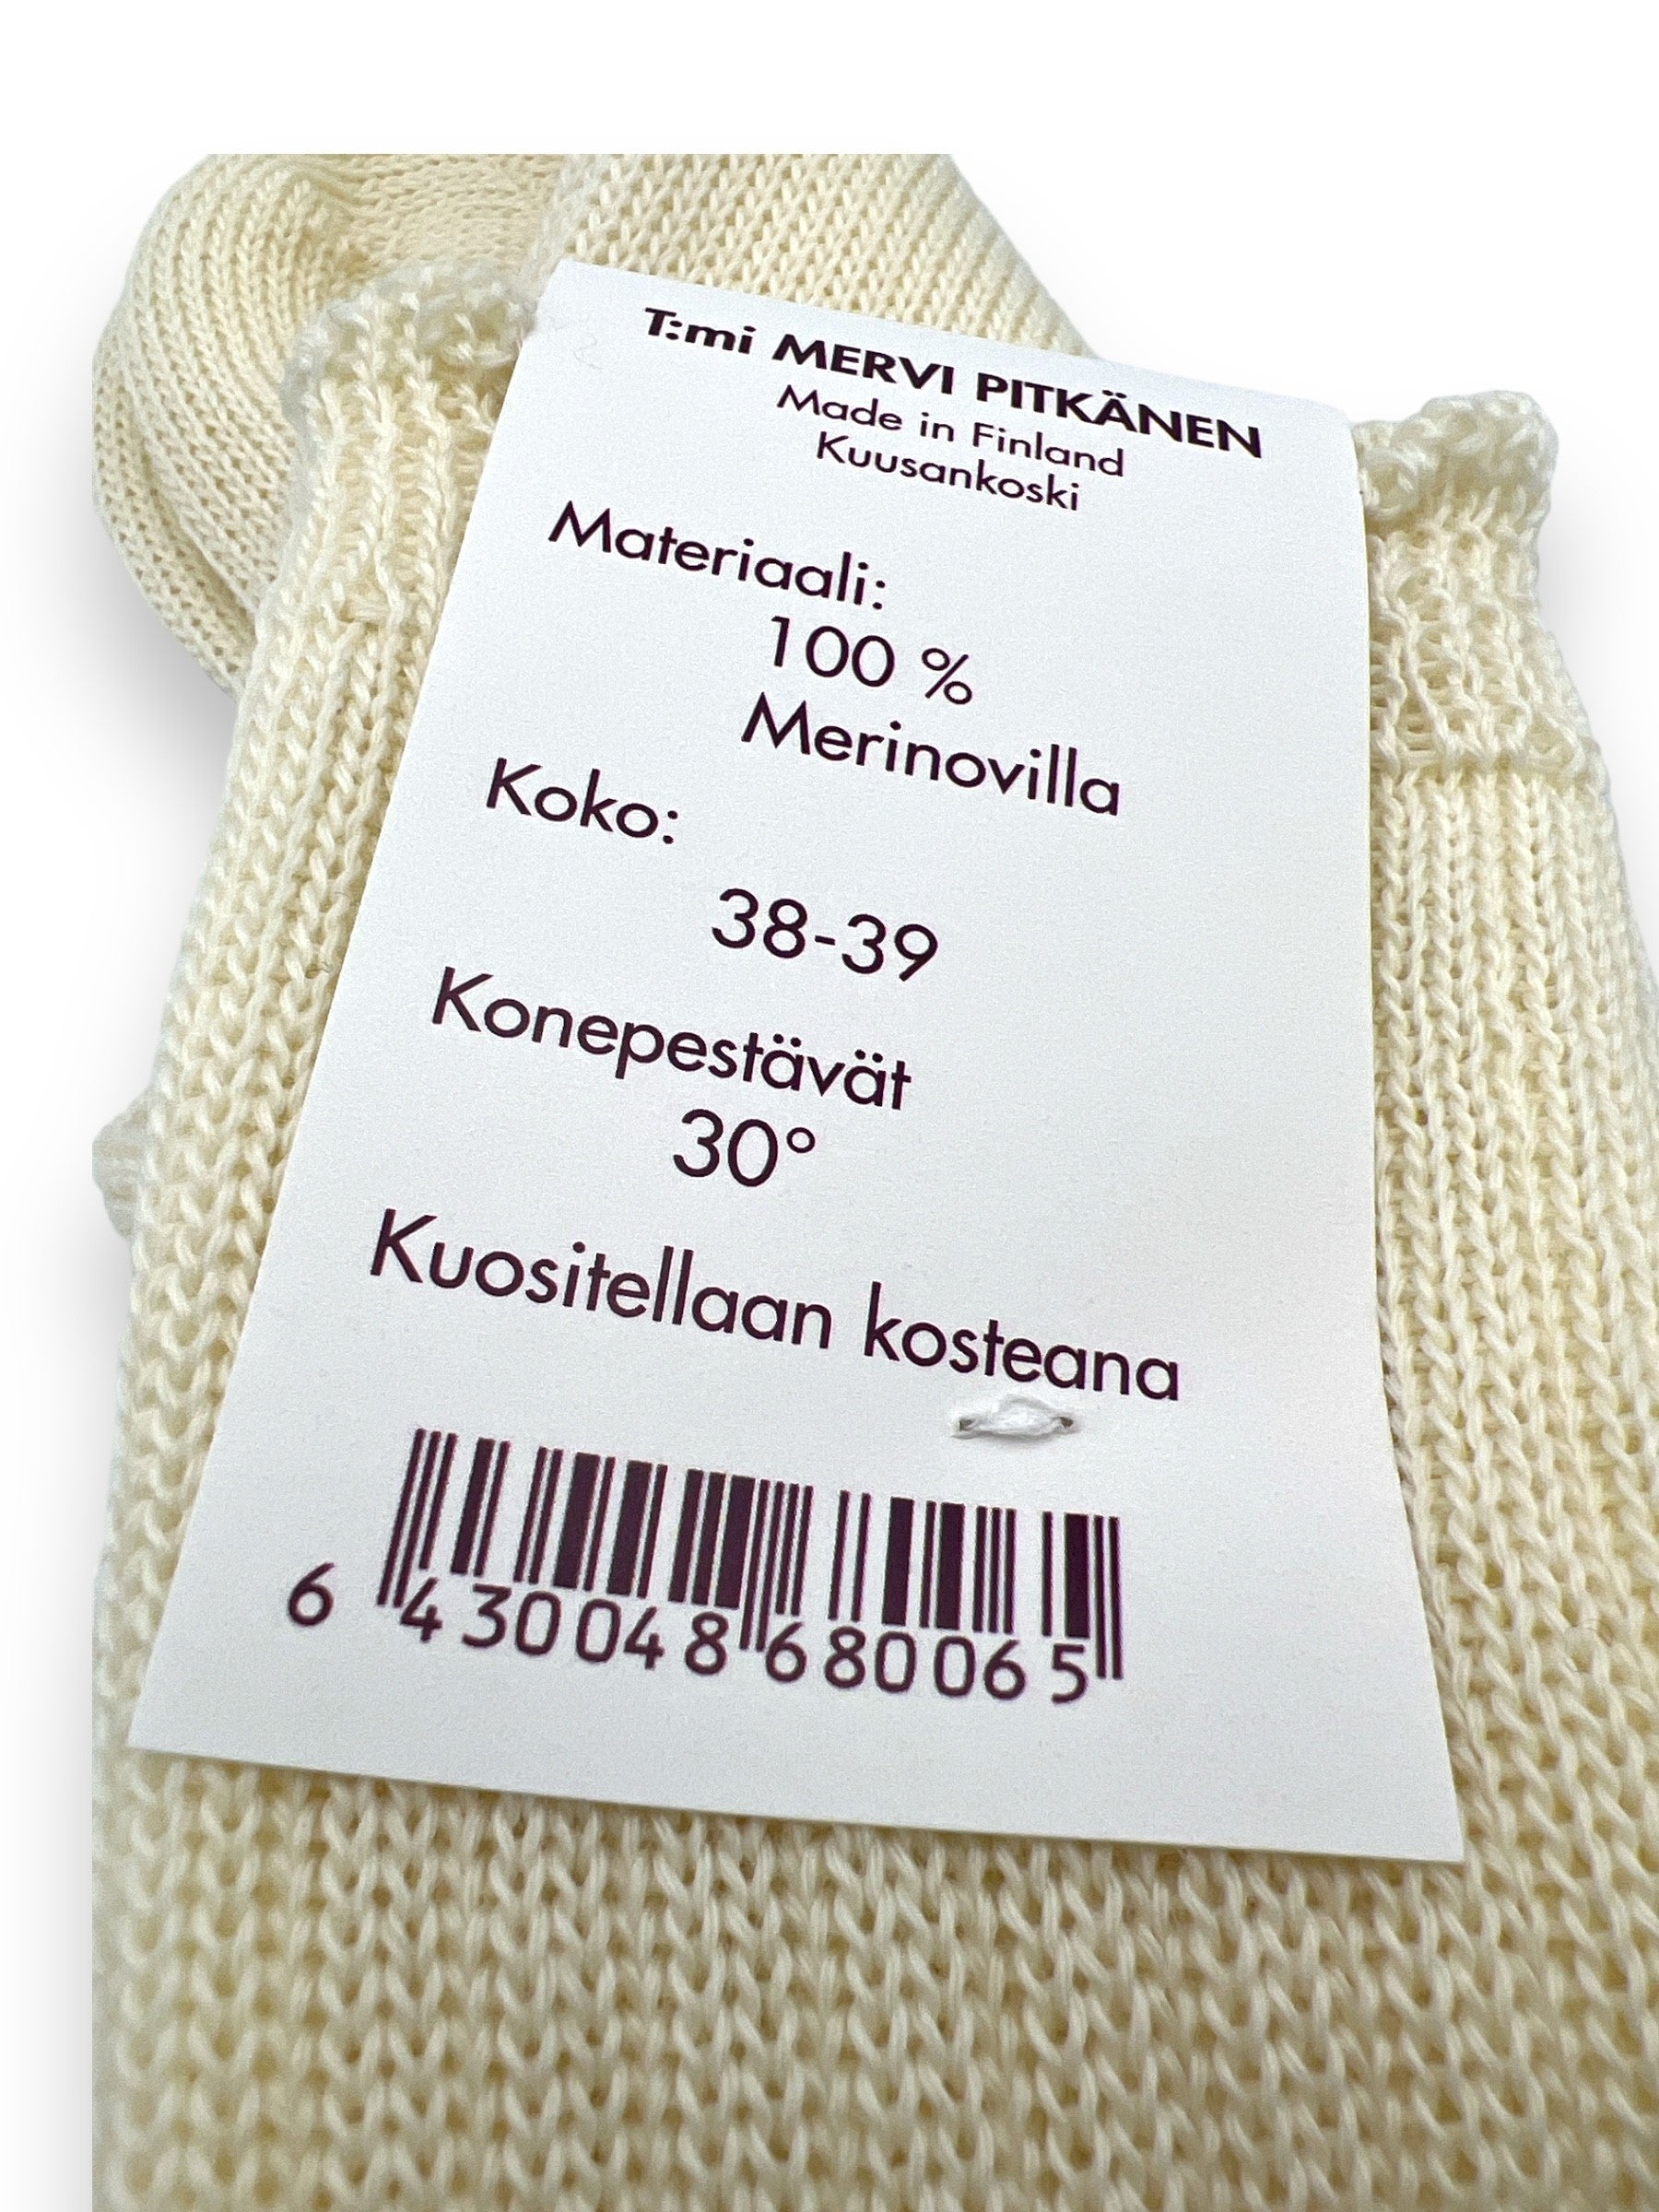 T:mi MERVI PITKÄNEN
Made in Finland
Kuusankoski
Materiaali:
100 %
Merinovilla
Koko:
38-39
Konepestävät
30°
Kuositellaan kosteana
6 430048 680065